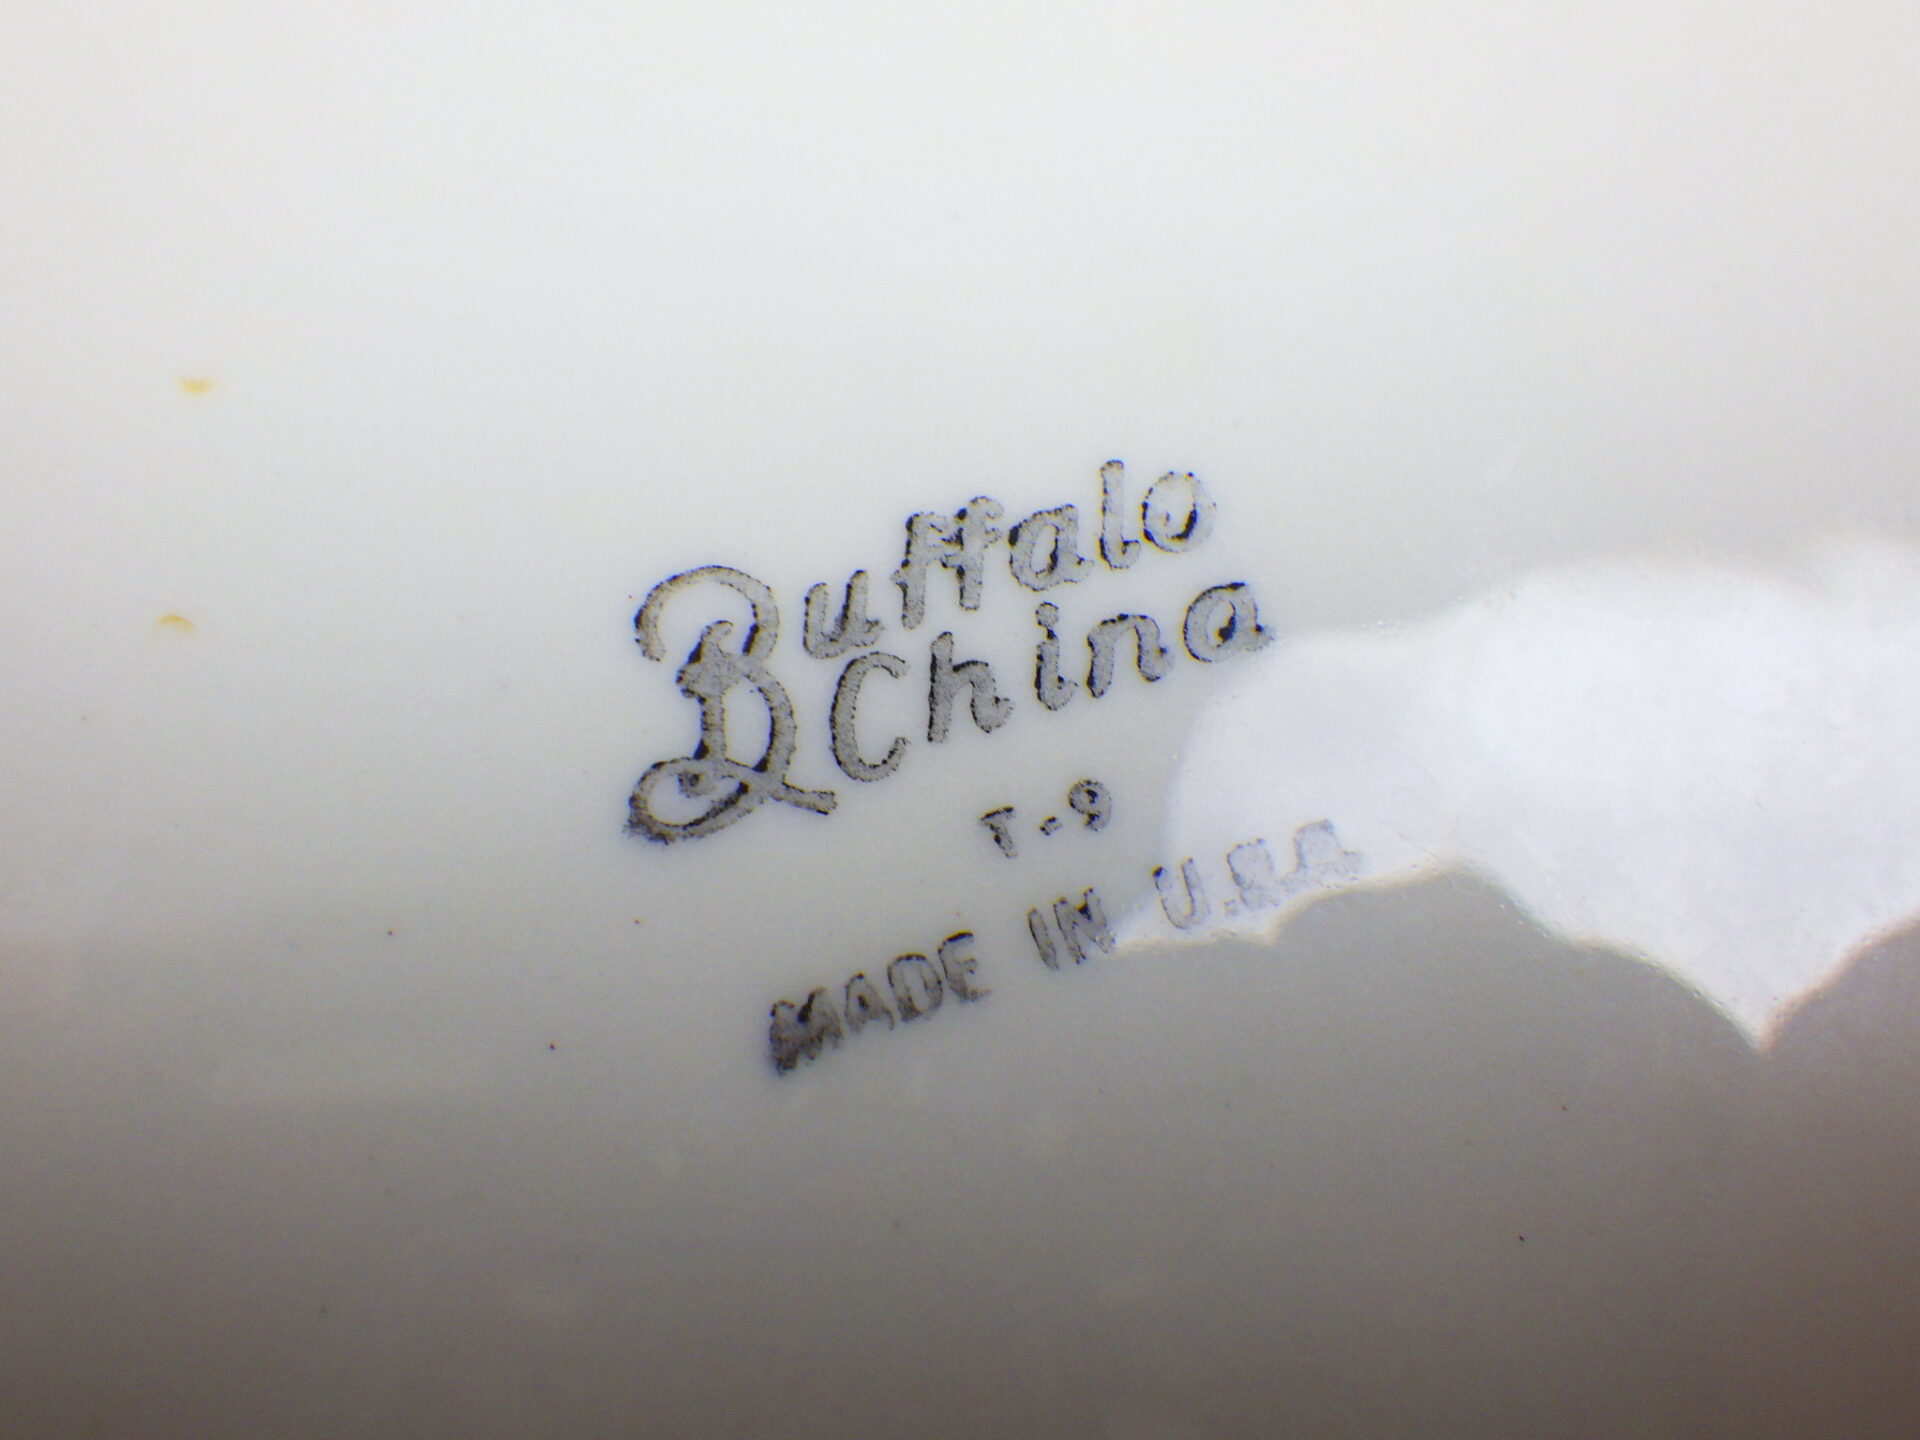 Buffalo
China
T-9
MADE IN U.S.A.